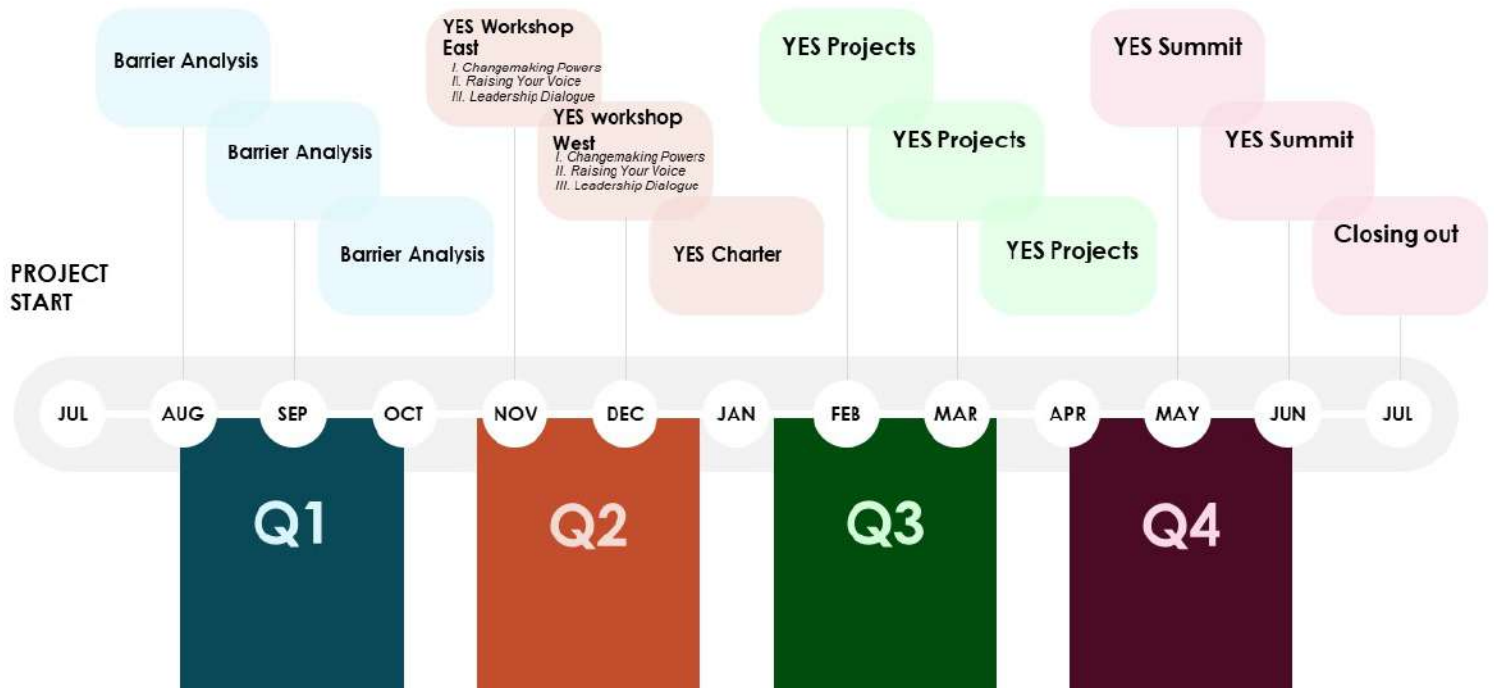 Barrier Analysis
Barrier Analysis
Barrier Analysis
YES Workshop
East
I. Changemaking Powers
II. Raising Your Voice
III. Leadership Dialogue
YES workshop
West
I. Changemaking Powers
II. Raising Your Voice
III. Leadership Dialogue
YES Charter
YES Projects
YES Projects
YES Projects
YES Summit
YES Summit
Closing out
PROJECT
START
JUL AUG SEP OCT NOV DEC JAN FEB MAR APR MAY JUN JUL
Q1 Q2 Q3 Q4